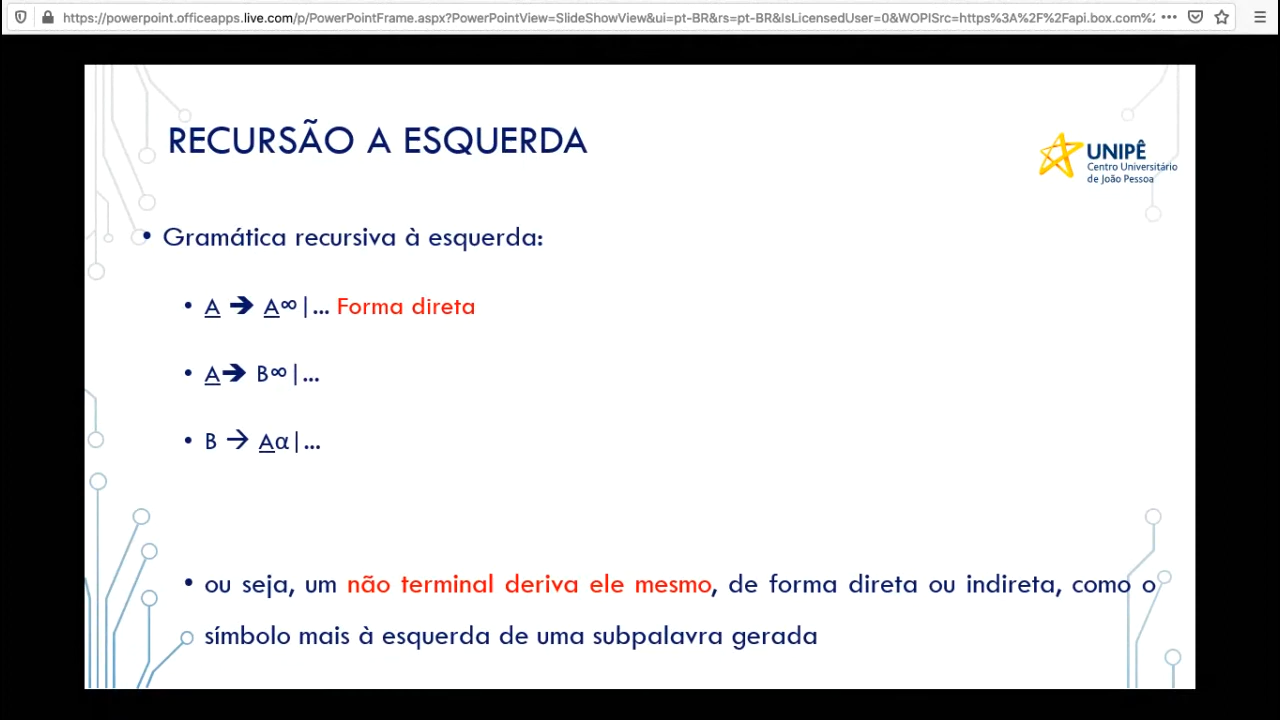 https://powerpoint.officeapps.live.com/p/PowerPointFrame.aspx?PowerPointView=SlideShowView&ui=pt-BR&rs=pt-BR&IsLicensedUser=0&WOPISrc=https%3A%2F%2Fapi.box.com%
RECURSÃO A ESQUERDA
UNIPÊ
Centro Universitário
de João Pessoa
• Gramática recursiva à esquerda:
• A ➔ A∞|... Forma direta
• A➔ B∞|...
• B → Aα|...
• ou seja, um não terminal deriva ele mesmo, de forma direta ou indireta, como o
símbolo mais à esquerda de uma subpalavra gerada